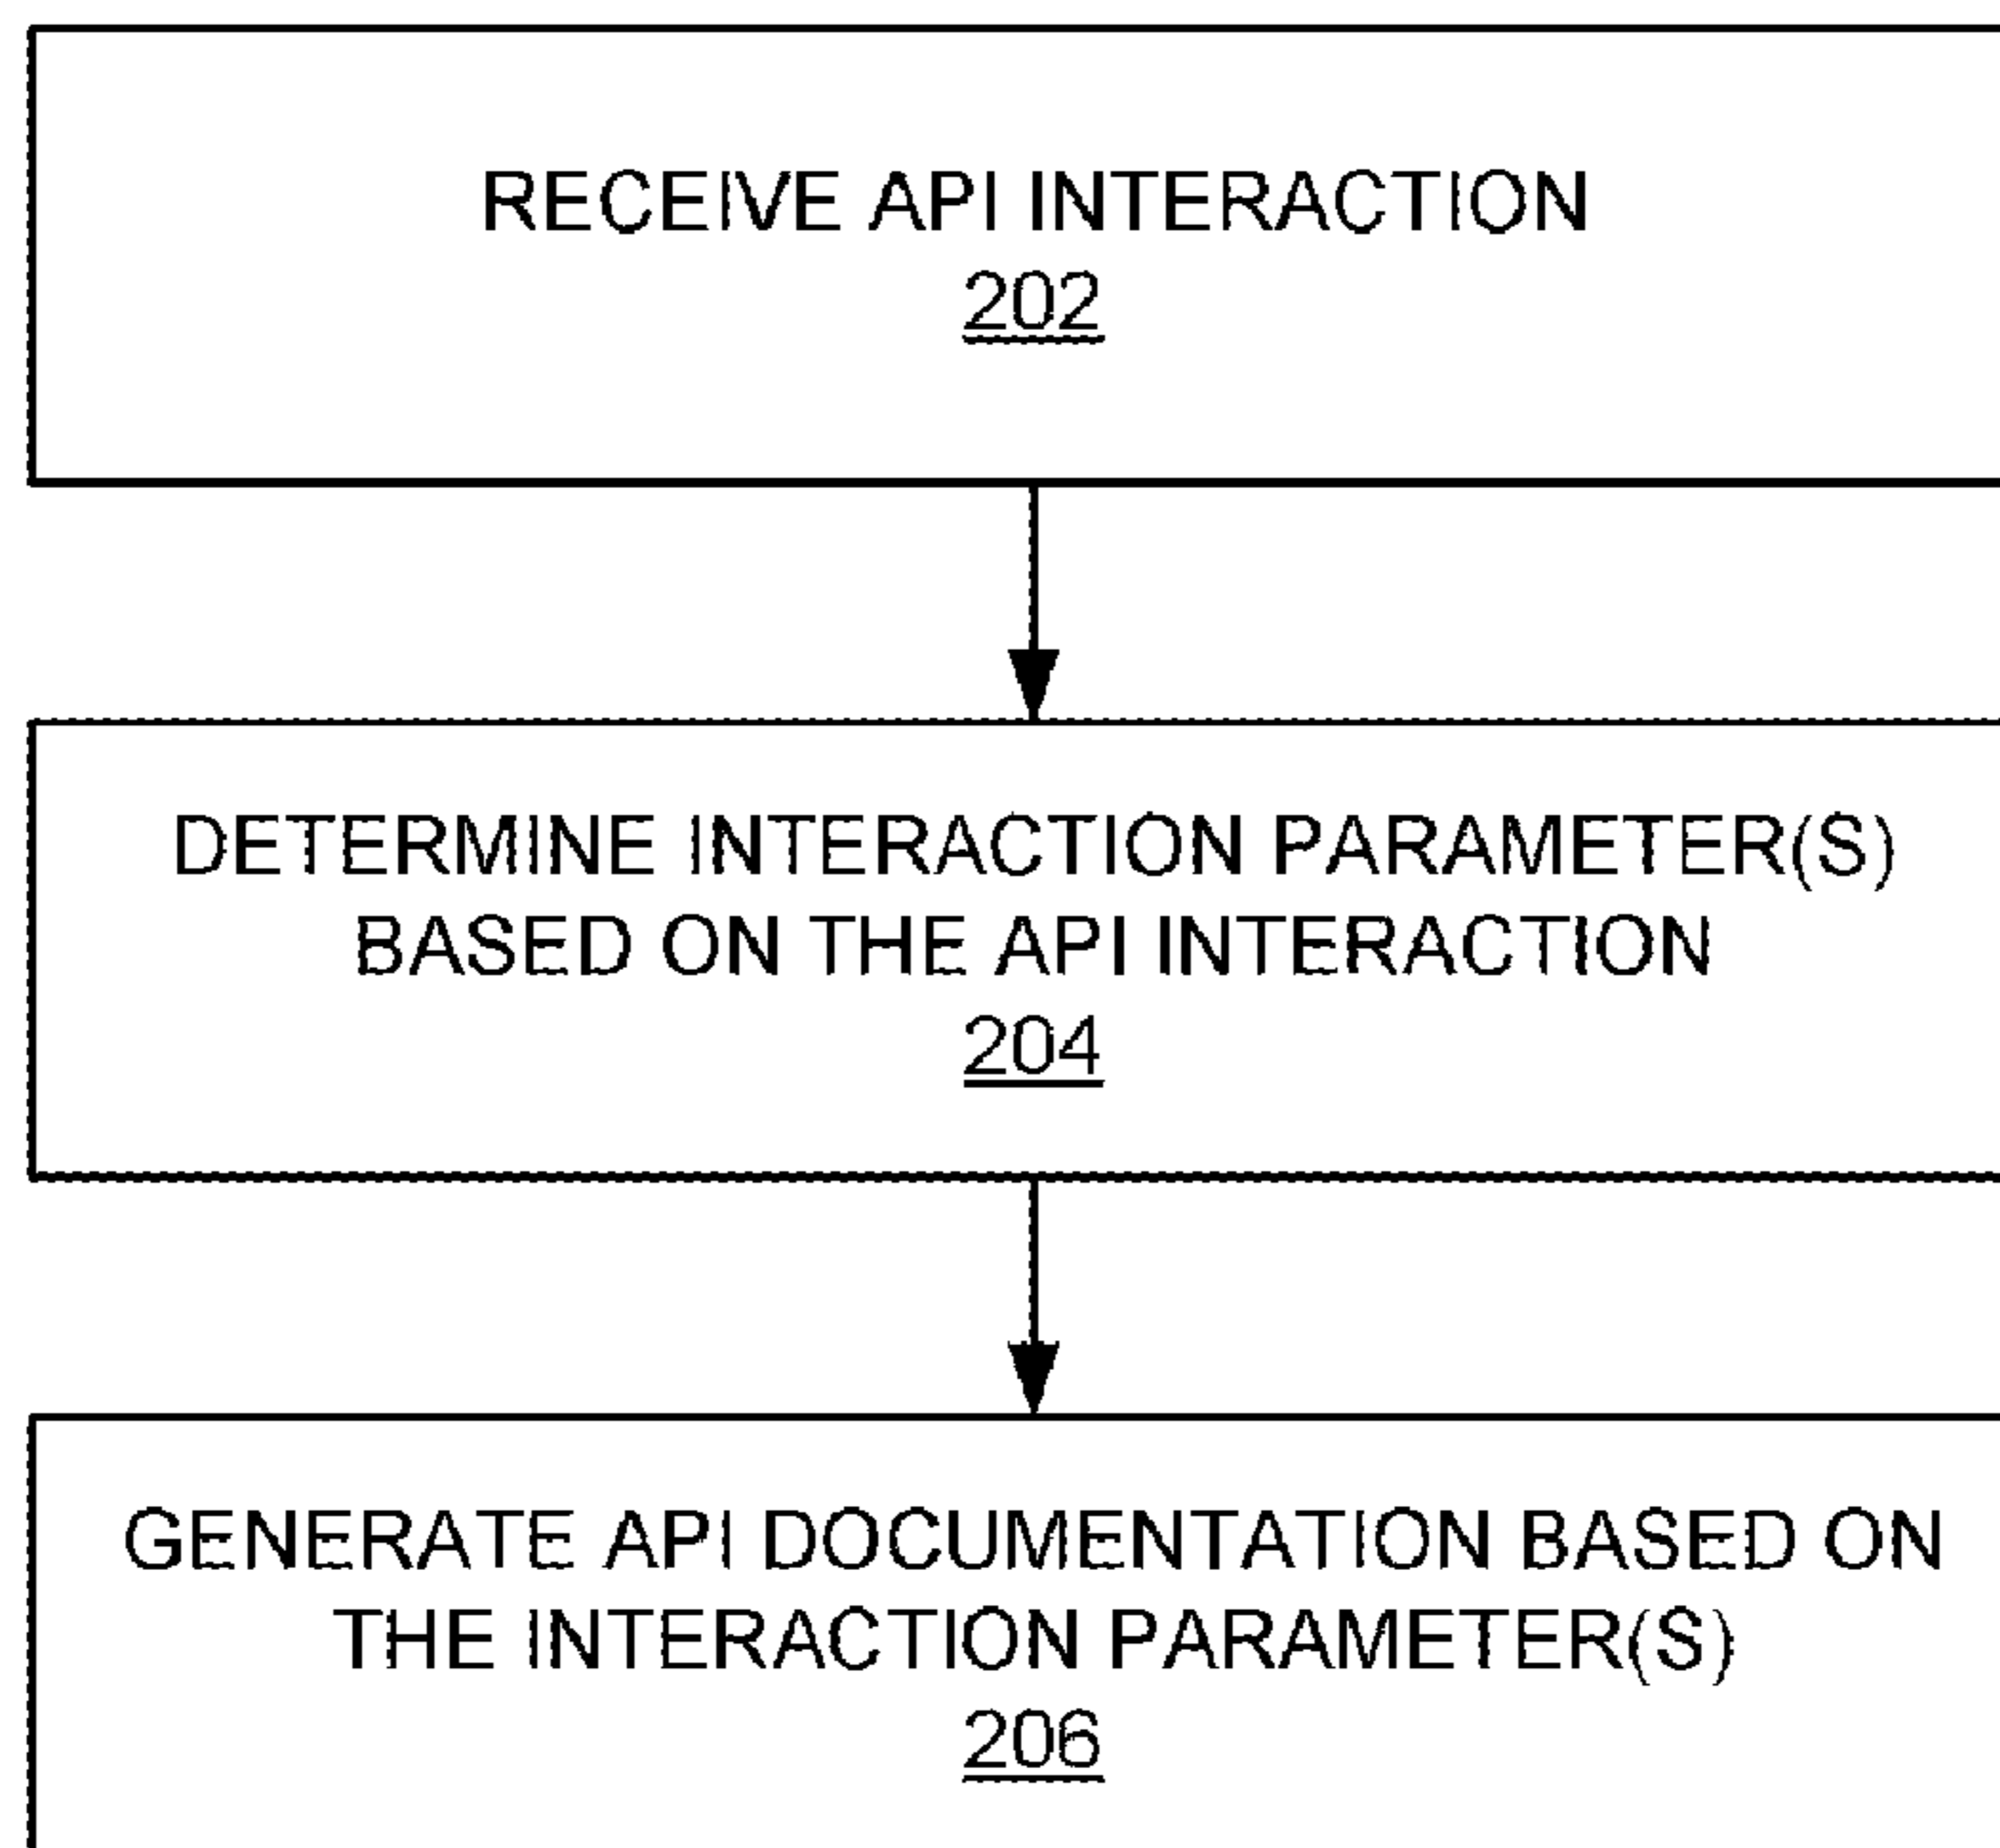 RECEIVE API INTERACTION
202
DETERMINE INTERACTION PARAMETER(S)
BASED ON THE API INTERACTION
204
GENERATE API DOCUMENTATION BASED ON
THE INTERACTION PARAMETER(S)
206